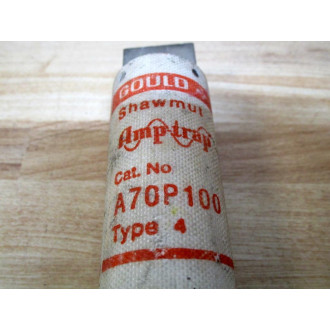 GOULD
Shawmut
Amp-trap
Cat. No
A70P100
Type 4